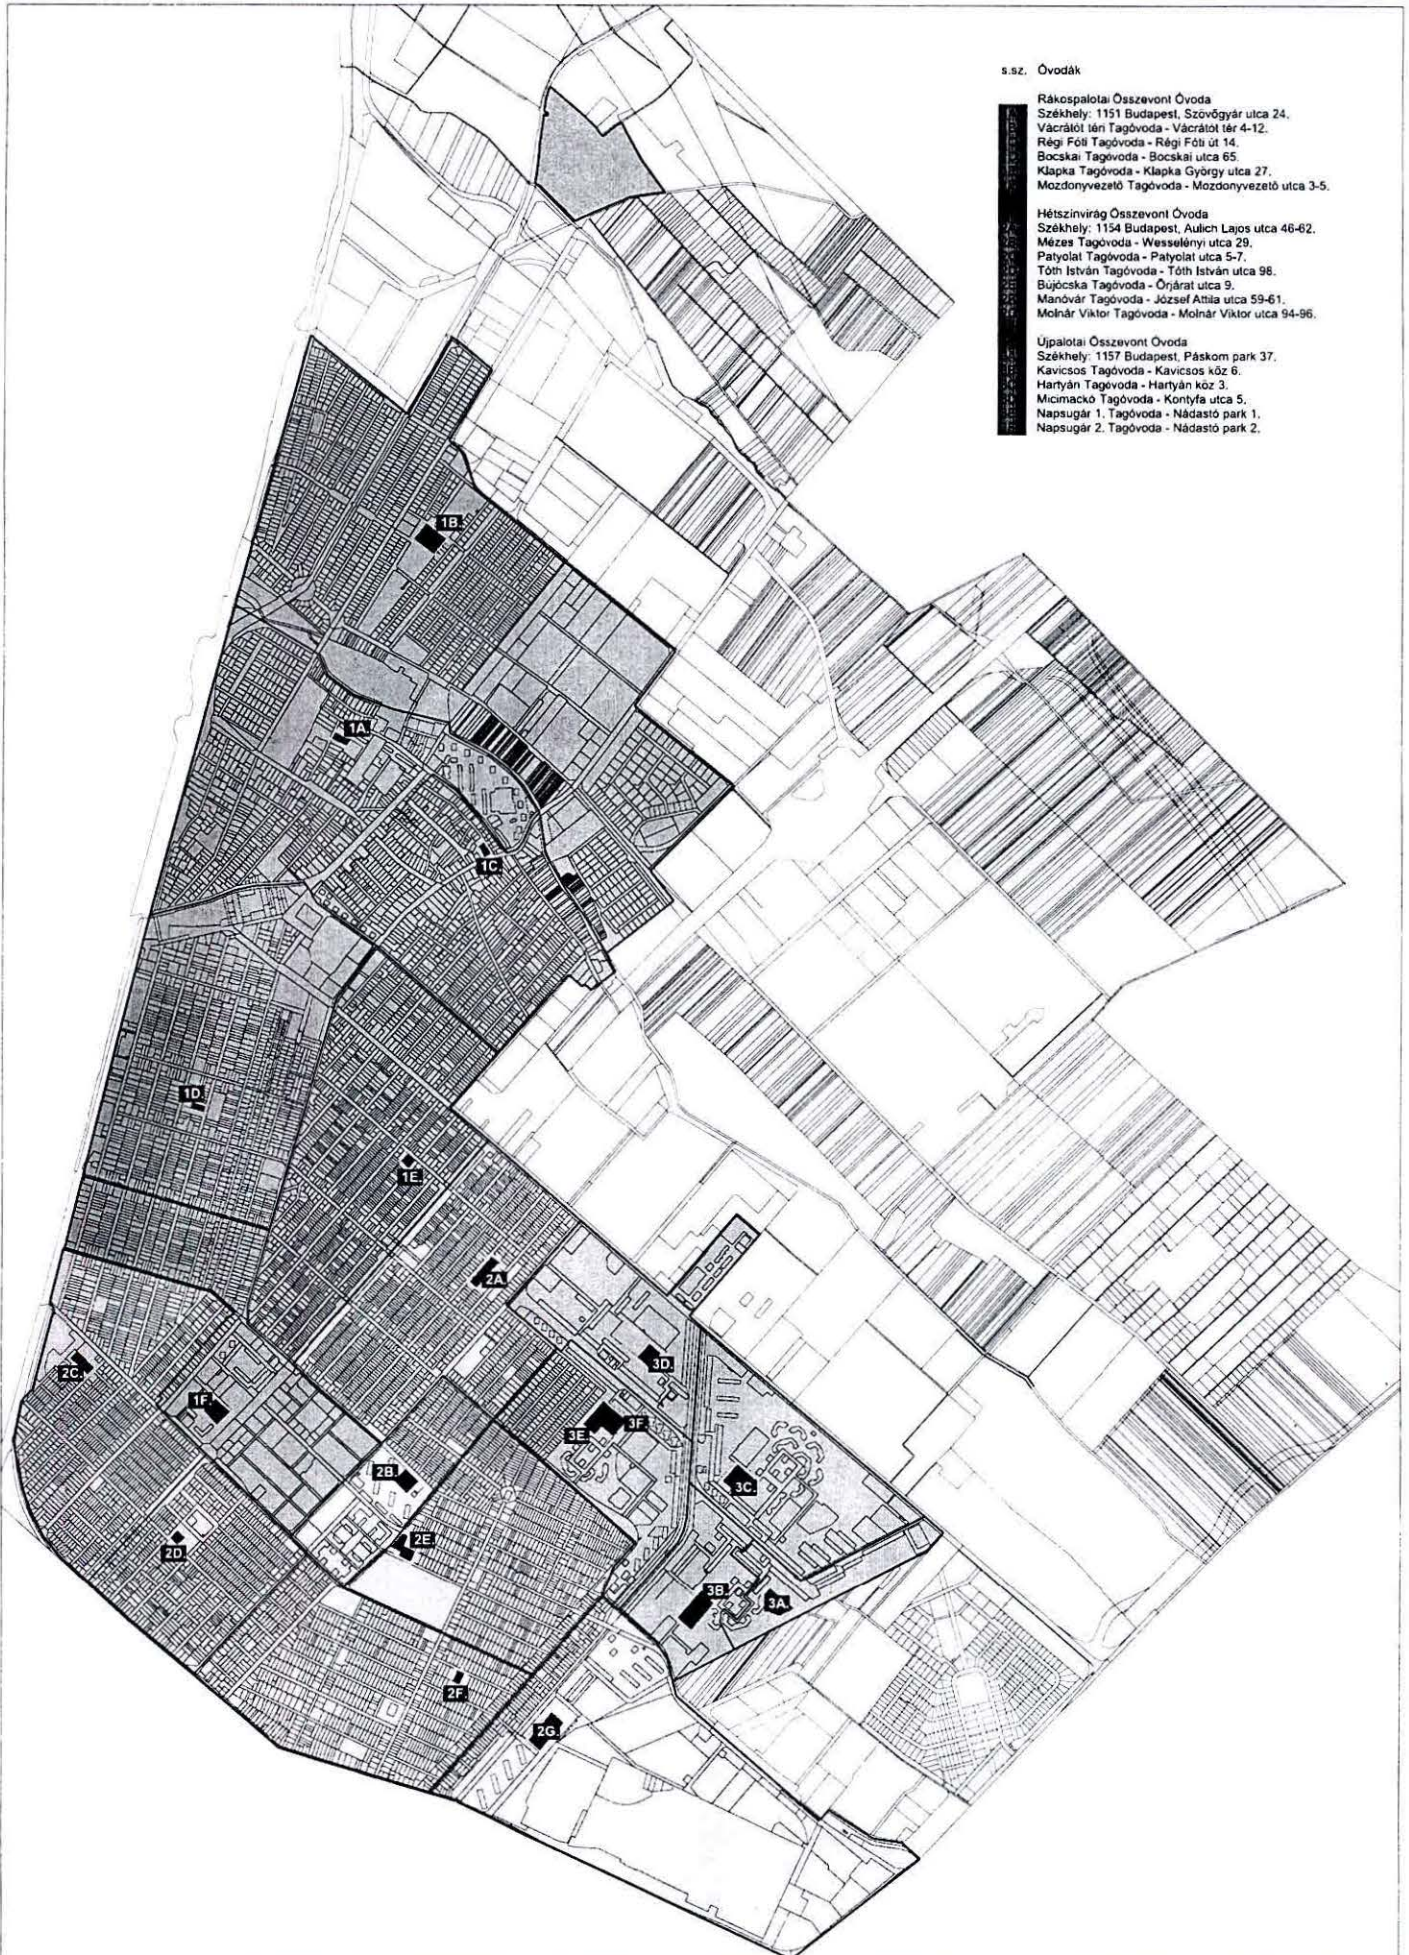 s.sz. Óvodák
Rákospalotai Összevont Óvoda
Székhely: 1151 Budapest, Szövőgyár utca 24.
Vácrátót téri Tagóvoda - Vácrátót tér 4-12.
Régi Fóti Tagóvoda - Régi Fóti út 14.
Bocskai Tagóvoda - Bocskai utca 65.
Klapka Tagóvoda - Klapka György utca 27.
Mozdonyvezető Tagóvoda - Mozdonyvezető utca 3-5.
Hétszínvirág Összevont Óvoda
Székhely: 1154 Budapest, Aulich Lajos utca 46-62.
Mézes Tagóvoda - Wesselényi utca 29.
Patyolat Tagóvoda - Patyolat utca 5-7.
Tóth István Tagóvoda - Tóth István utca 98.
Bújócska Tagóvoda - Őrjárat utca 9.
Manóvár Tagóvoda - József Attila utca 59-61.
Molnár Viktor Tagóvoda - Molnár Viktor utca 94-96.
Újpalotai Összevont Óvoda
Székhely: 1157 Budapest, Páskom park 37.
Kavicsos Tagóvoda - Kavicsos köz 6.
Hartyán Tagóvoda - Hartyán köz 3.
Micimackó Tagóvoda - Kontyfa utca 5.
Napsugár 1. Tagóvoda - Nádastó park 1.
Napsugár 2. Tagóvoda - Nádastó park 2.
1B.
1A.
1C.
1D.
1E.
2A.
3D.
2C.
1F.
3F.
3E.
2B.
3C.
2E.
2D.
3B.
3A.
2F.
2G.